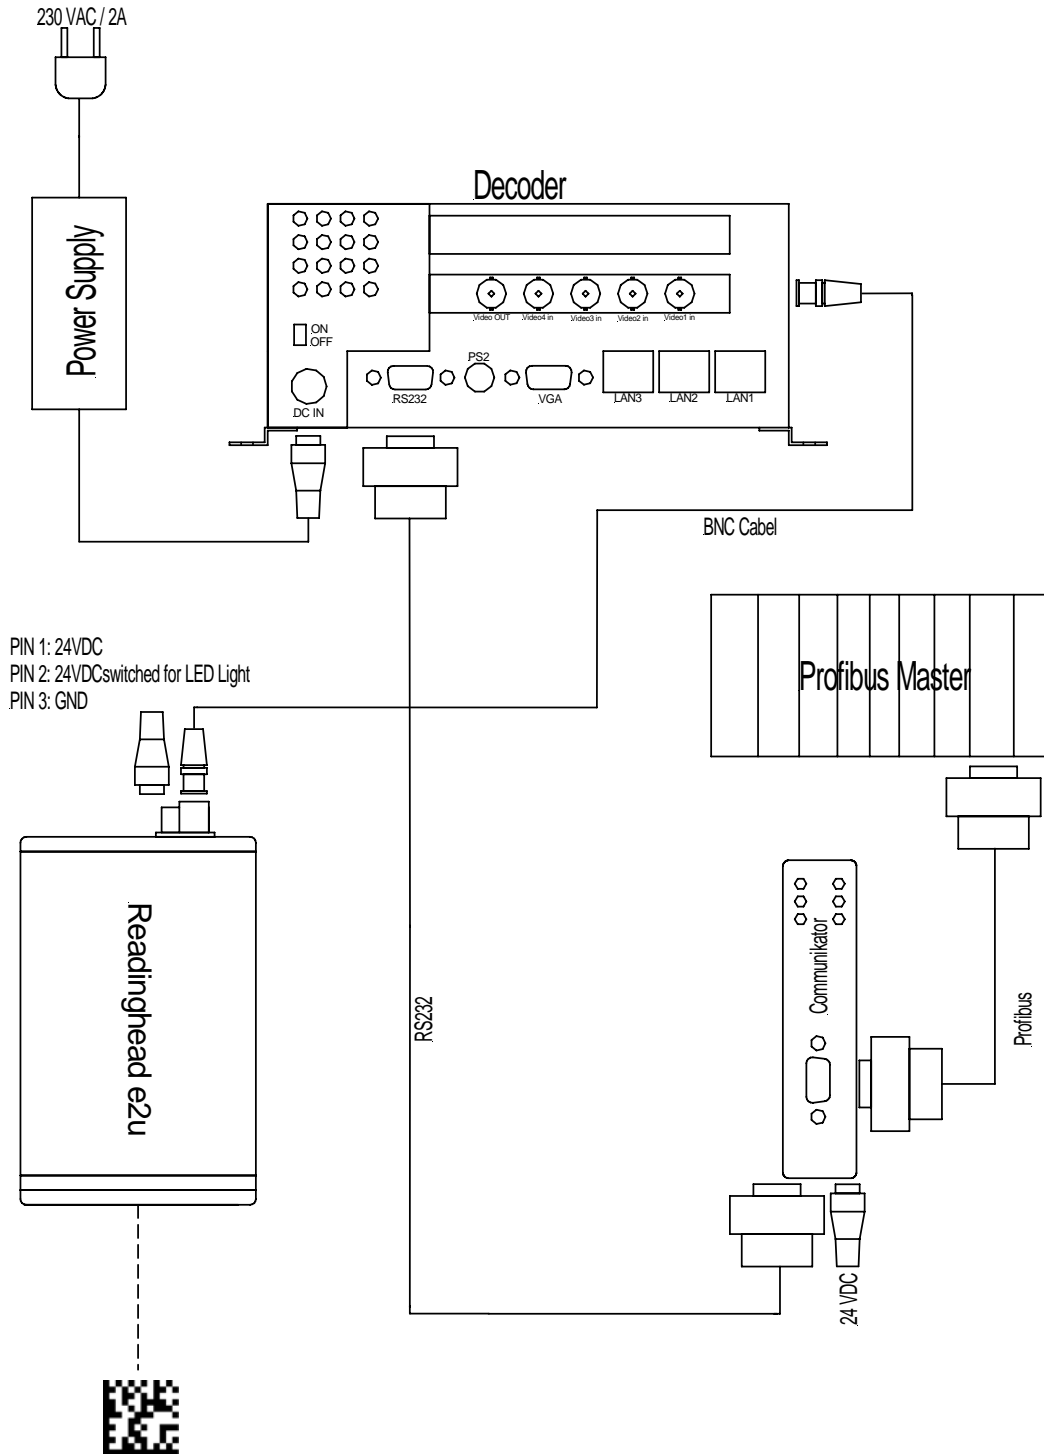 230 VAC / 2A
Decoder
Power Supply
Video OUT
Video4 in
Video3 in
Video2 in
Video1 in
ON
OFF
PS2
DC IN
RS232
VGA
LAN3
LAN2
LAN1
BNC Cabel
PIN 1: 24VDC
PIN 2: 24VDCswitched for LED Light
PIN 3: GND
Profibus Master
Readinghead e2u
RS232
Communikator
Profibus
24 VDC